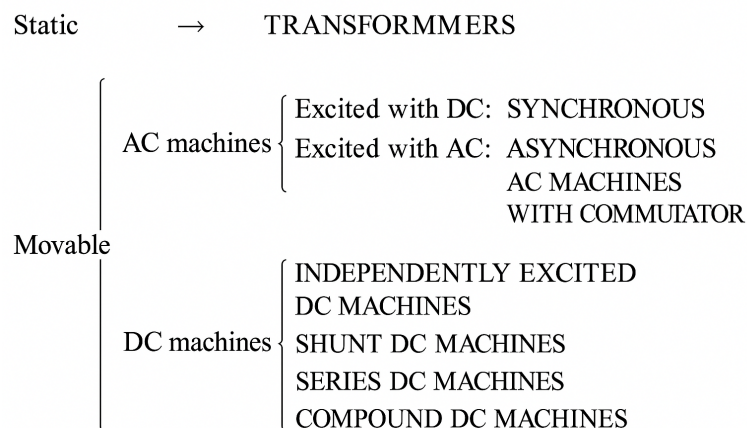 Static → TRANSFORMMERS
Excited with DC: SYNCHRONOUS
AC machines Excited with AC: ASYNCHRONOUS
AC MACHINES
WITH COMMUTATOR
Movable
INDEPENDENTLY EXCITED
DC MACHINES
DC machines SHUNT DC MACHINES
SERIES DC MACHINES
COMPOUND DC MACHINES